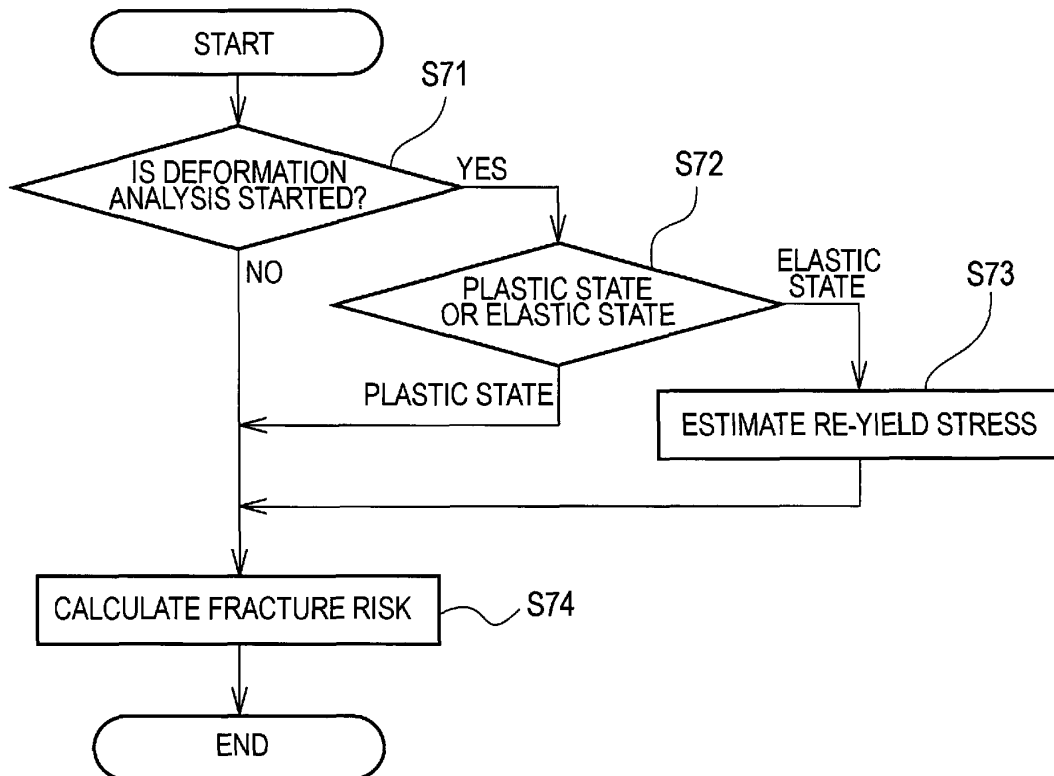 START
S71
IS DEFORMATION
ANALYSIS STARTED?
YES
S72
NO
PLASTIC STATE
OR ELASTIC STATE
ELASTIC
STATE
S73
PLASTIC STATE
ESTIMATE RE-YIELD STRESS
CALCULATE FRACTURE RISK
S74
END